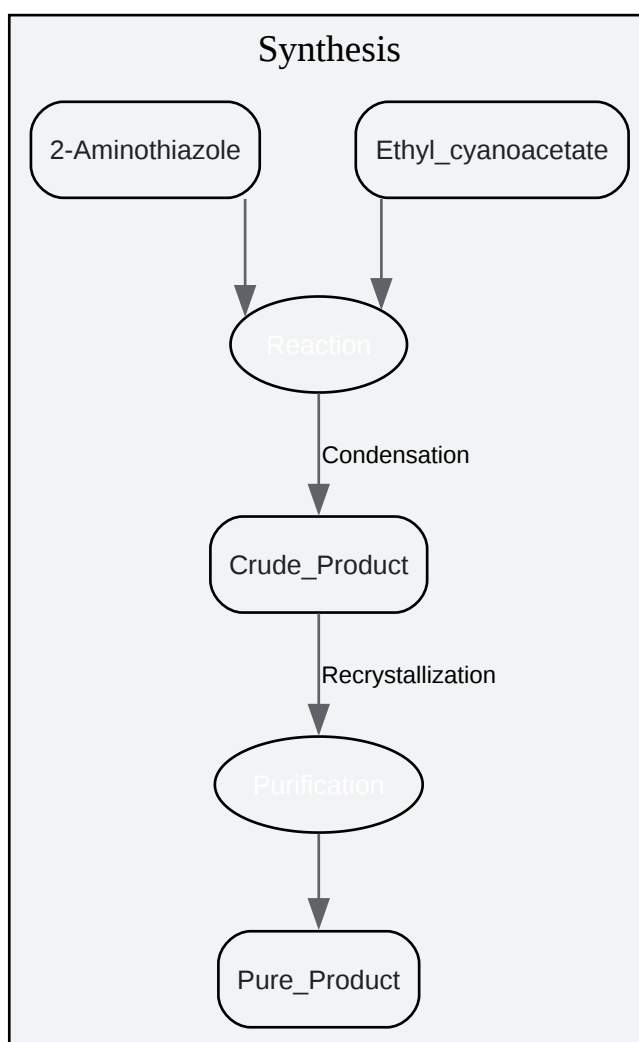 Synthesis
2-Aminothiazole
Ethyl_cyanoacetate
Reaction
Condensation
Crude_Product
Recrystallization
Purification
Pure_Product